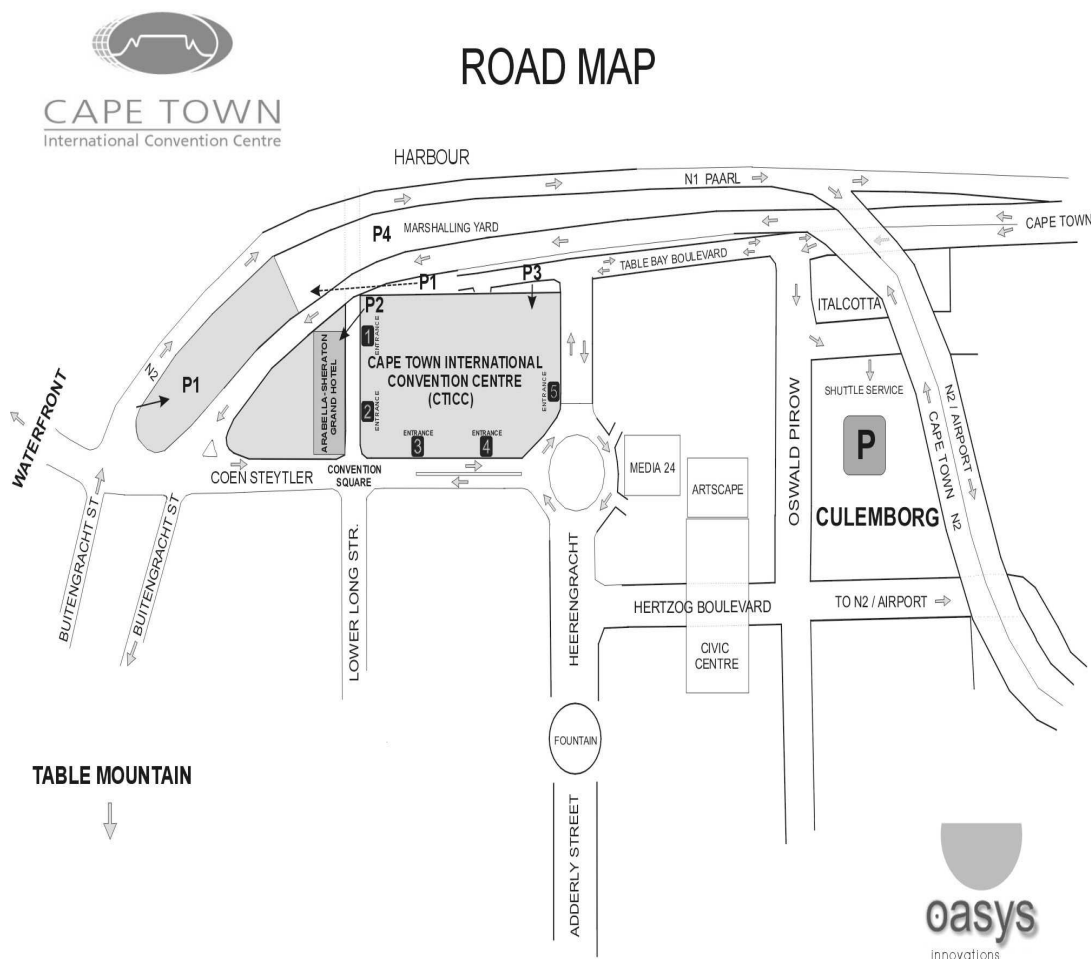 CAPE TOWN
International Convention Centre
ROAD MAP
HARBOUR
N1 PAARL
P4
MARSHALLING YARD
CAPE TOWN
TABLE BAY BOULEVARD
P1
P3
P2
ITALCOTTA
1
ENTRANCE
CAPE TOWN INTERNATIONAL
CONVENTION CENTRE
(CTICC)
ARABELLA-SHERATON
GRAND HOTEL
2
ENTRANCE
ENTRANCE
3
ENTRANCE
4
ENTRANCE
5
N2
P1
WATERFRONT
COEN STEYTLER
CONVENTION
SQUARE
BUITENGRACHT ST
BUITENGRACHT ST
LOWER LONG STR.
HEERENGRACHT
MEDIA 24
ARTSCAPE
OSWALD PIROW
SHUTTLE SERVICE
P
CULEMBORG
N2 / AIRPORT
CAPE TOWN N2
HERTZOG BOULEVARD
TO N2 / AIRPORT
CIVIC
CENTRE
FOUNTAIN
ADDERLY STREET
TABLE MOUNTAIN
oasys
innovations